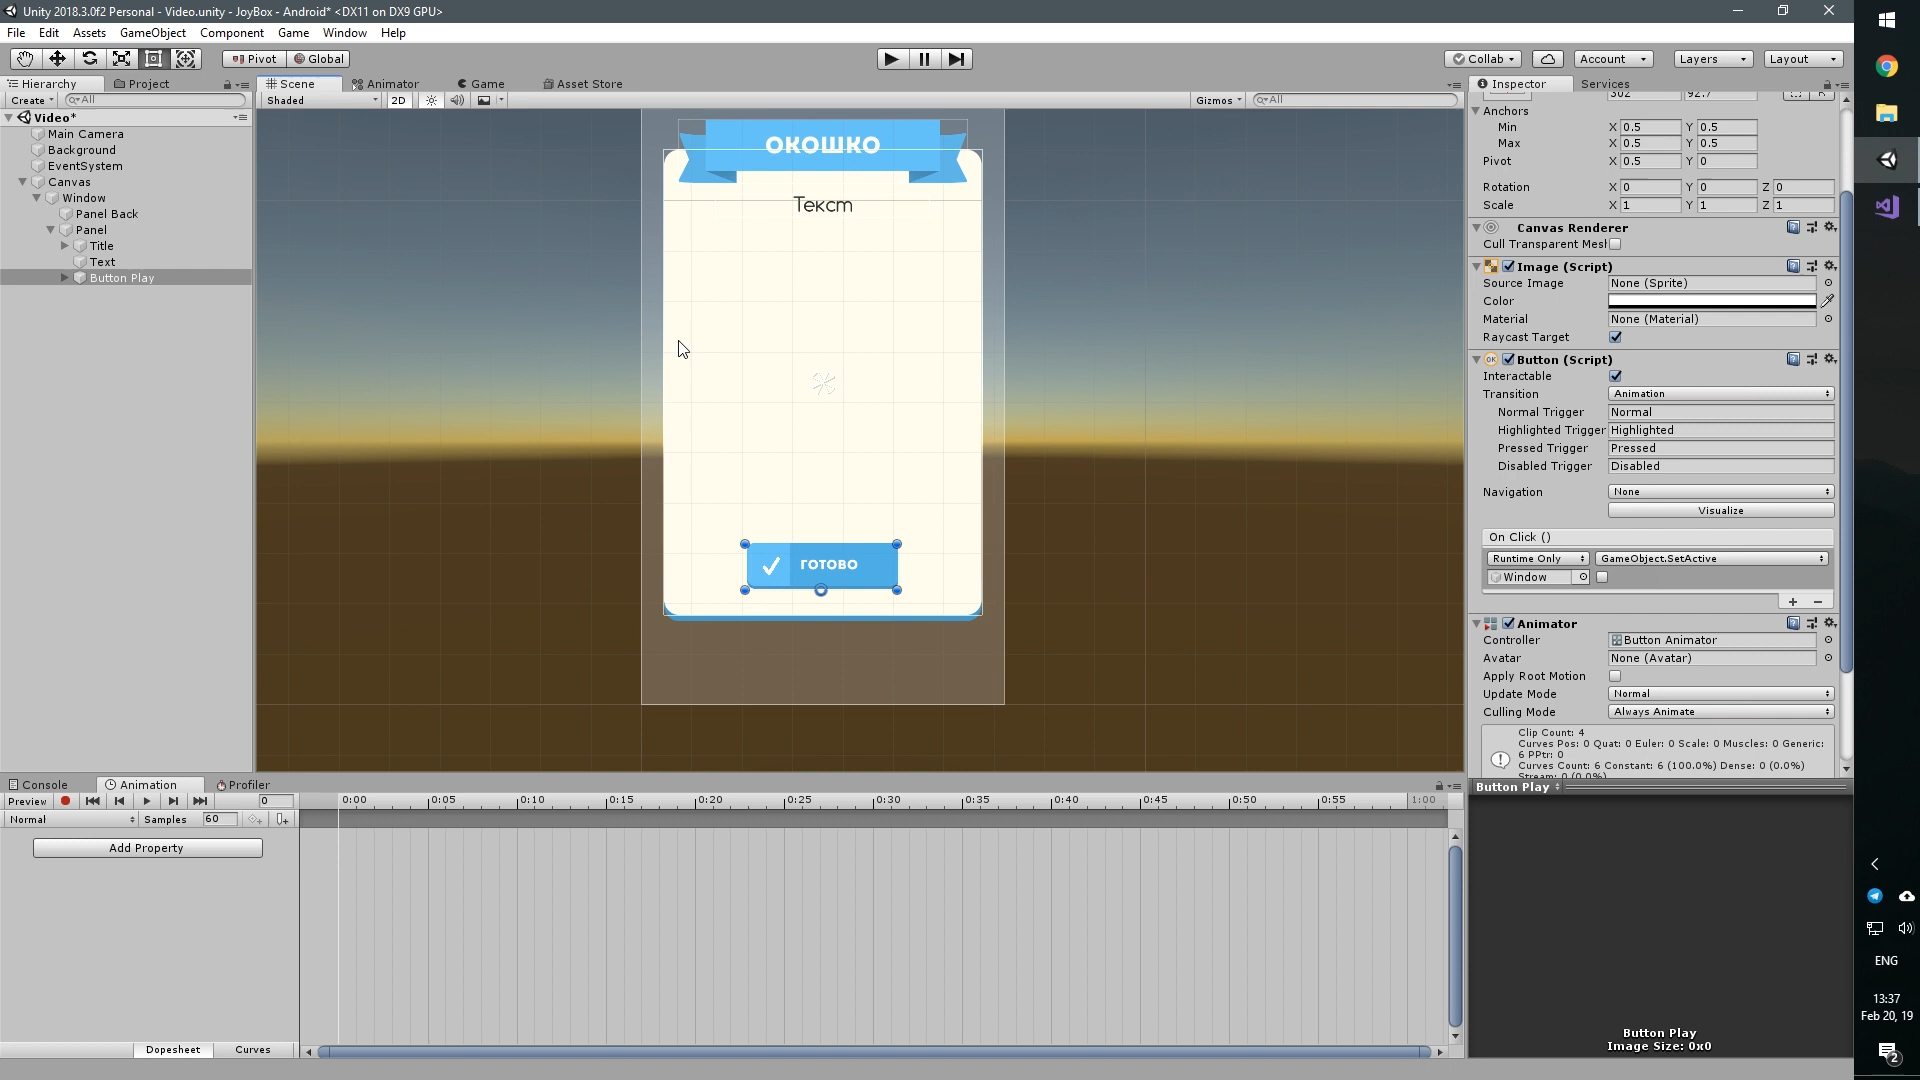 Unity 2018.3.0f2 Personal - Video.unity - JoyBox - Android* <DX11 on DX9 GPU>
File Edit Assets GameObject Component Game Window Help
Pivot Global Collab Account Layers Layout
Hierarchy Project Scene Animator Game Asset Store Inspector Services
Create All Shaded 2D Gizmos All
Video*
Main Camera
Background
EventSystem
Canvas
Window
Panel Back
Panel
Title
Text
Button Play
ОКОШКО
Текст
ГОТОВО
Anchors
Min X 0.5 Y 0.5
Max X 0.5 Y 0.5
Pivot X 0.5 Y 0
Rotation X 0 Y 0 Z 0
Scale X 1 Y 1 Z 1
Canvas Renderer
Cull Transparent Mesh
Image (Script)
Source Image None (Sprite)
Color
Material None (Material)
Raycast Target
OK Button (Script)
Interactable
Transition Animation
Normal Trigger Normal
Highlighted Trigger Highlighted
Pressed Trigger Pressed
Disabled Trigger Disabled
Navigation None
Visualize
On Click ()
Runtime Only GameObject.SetActive
Window
+ −
Animator
Controller Button Animator
Avatar None (Avatar)
Apply Root Motion
Update Mode Normal
Culling Mode Always Animate
Clip Count: 4
Curves Pos: 0 Quat: 0 Euler: 0 Scale: 0 Muscles: 0 Generic:
6 PPtr: 0
Curves Count: 6 Constant: 6 (100.0%) Dense: 0 (0.0%)
Stream: 0 (0.0%)
Button Play
Console Animation Profiler
Preview 0 0:00 0:05 0:10 0:15 0:20 0:25 0:30 0:35 0:40 0:45 0:50 0:55 1:00
Normal Samples 60
Add Property
Dopesheet Curves
Button Play
Image Size: 0x0
ENG
13:37
Feb 20, 19
2